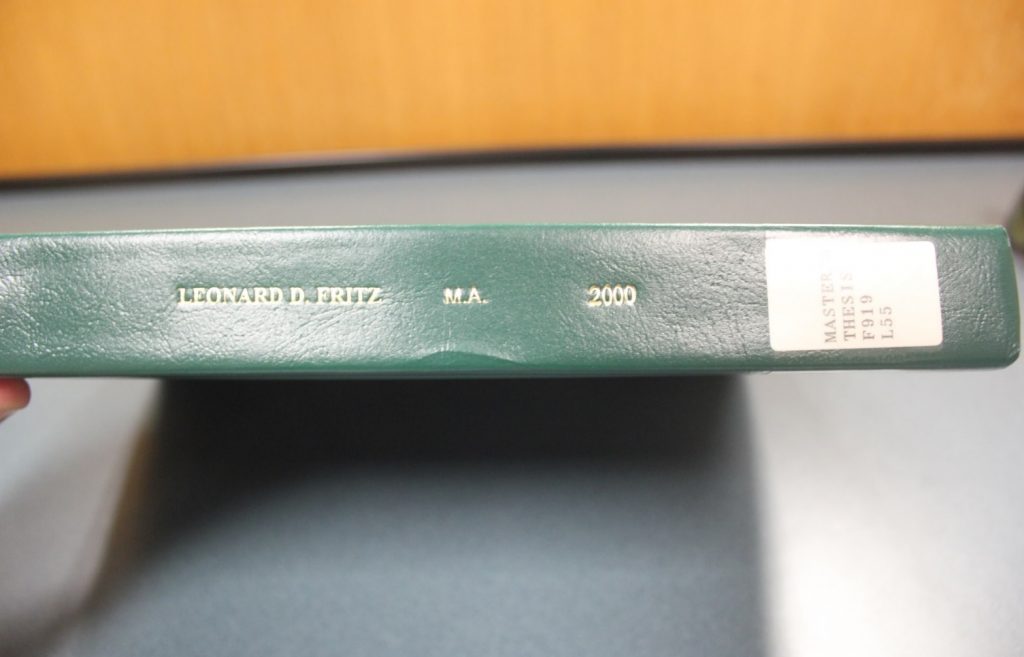 LEONARD D. FRITZ M.A. 2000
MASTER
THESIS
F919
L55